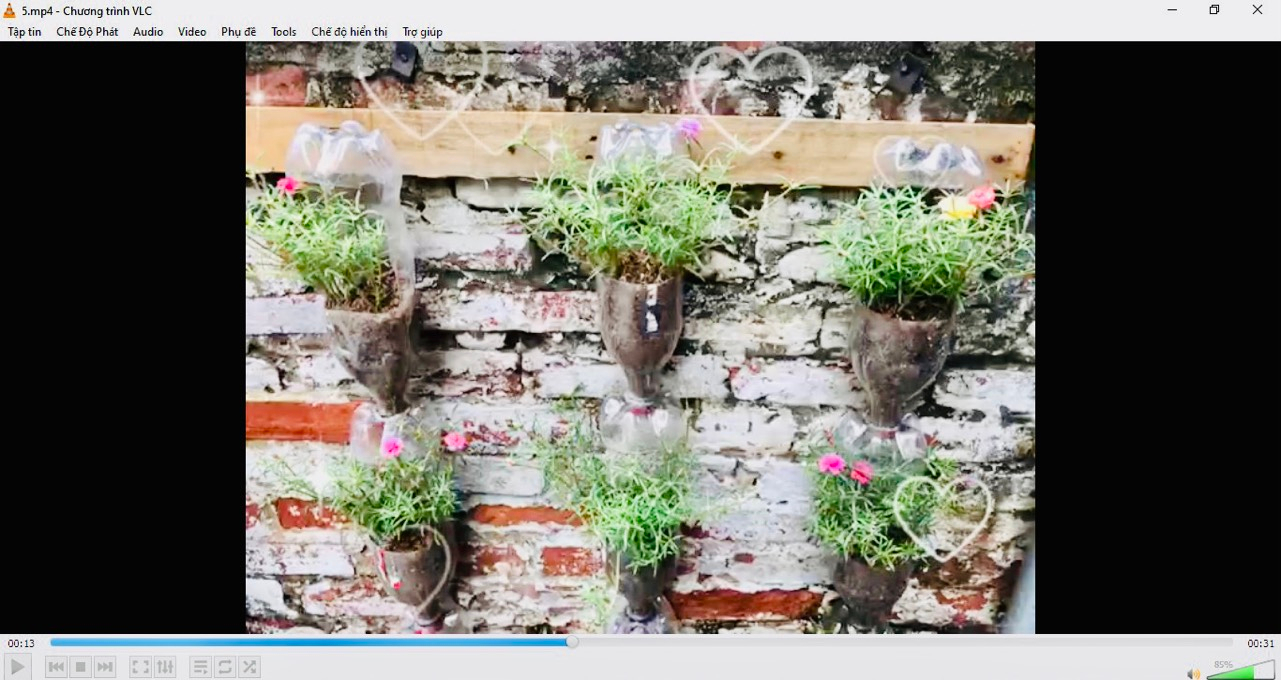 5.mp4 - Chương trình VLC
Tập tin Chế Độ Phát Audio Video Phụ đề Tools Chế độ hiển thị Trợ giúp
00:13 00:31
85%